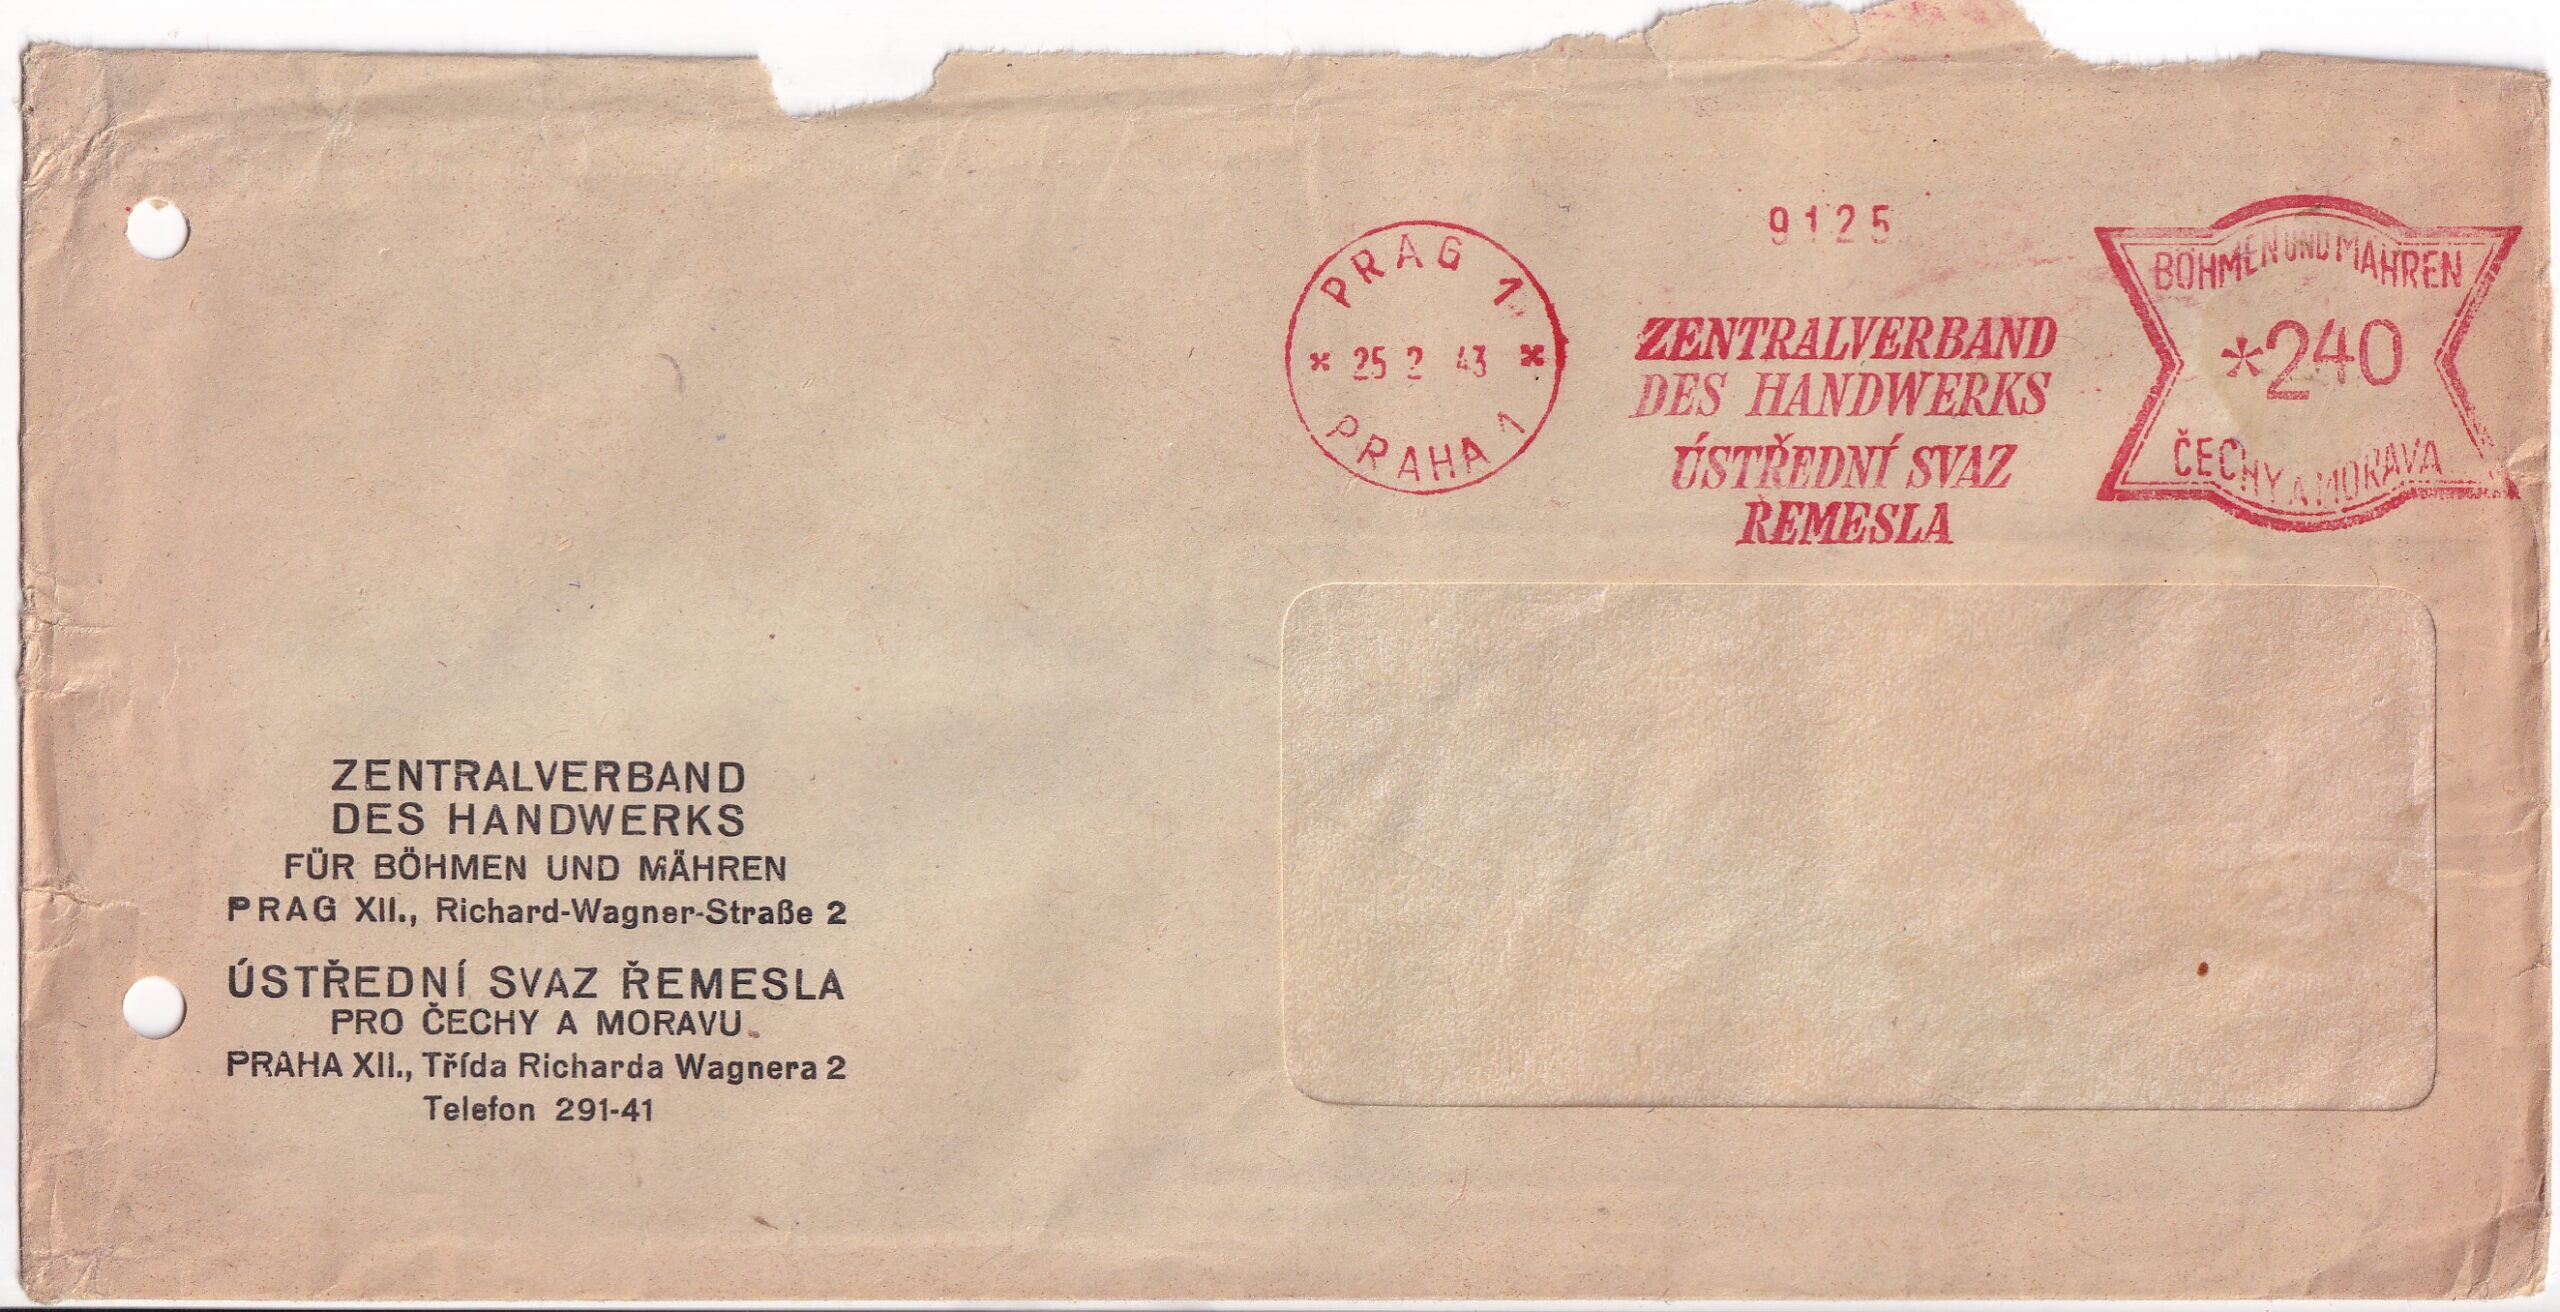 9125
PRAG 1
* 25 2 43 *
PRAHA 1
ZENTRALVERBAND
DES HANDWERKS
ÚSTŘEDNÍ SVAZ
ŘEMESLA
BÖHMEN UND MÄHREN
*240
ČECHY A MORAVA
ZENTRALVERBAND
DES HANDWERKS
FÜR BÖHMEN UND MÄHREN
PRAG XII., Richard-Wagner-Straße 2
ÚSTŘEDNÍ SVAZ ŘEMESLA
PRO ČECHY A MORAVU
PRAHA XII., Třída Richarda Wagnera 2
Telefon 291-41